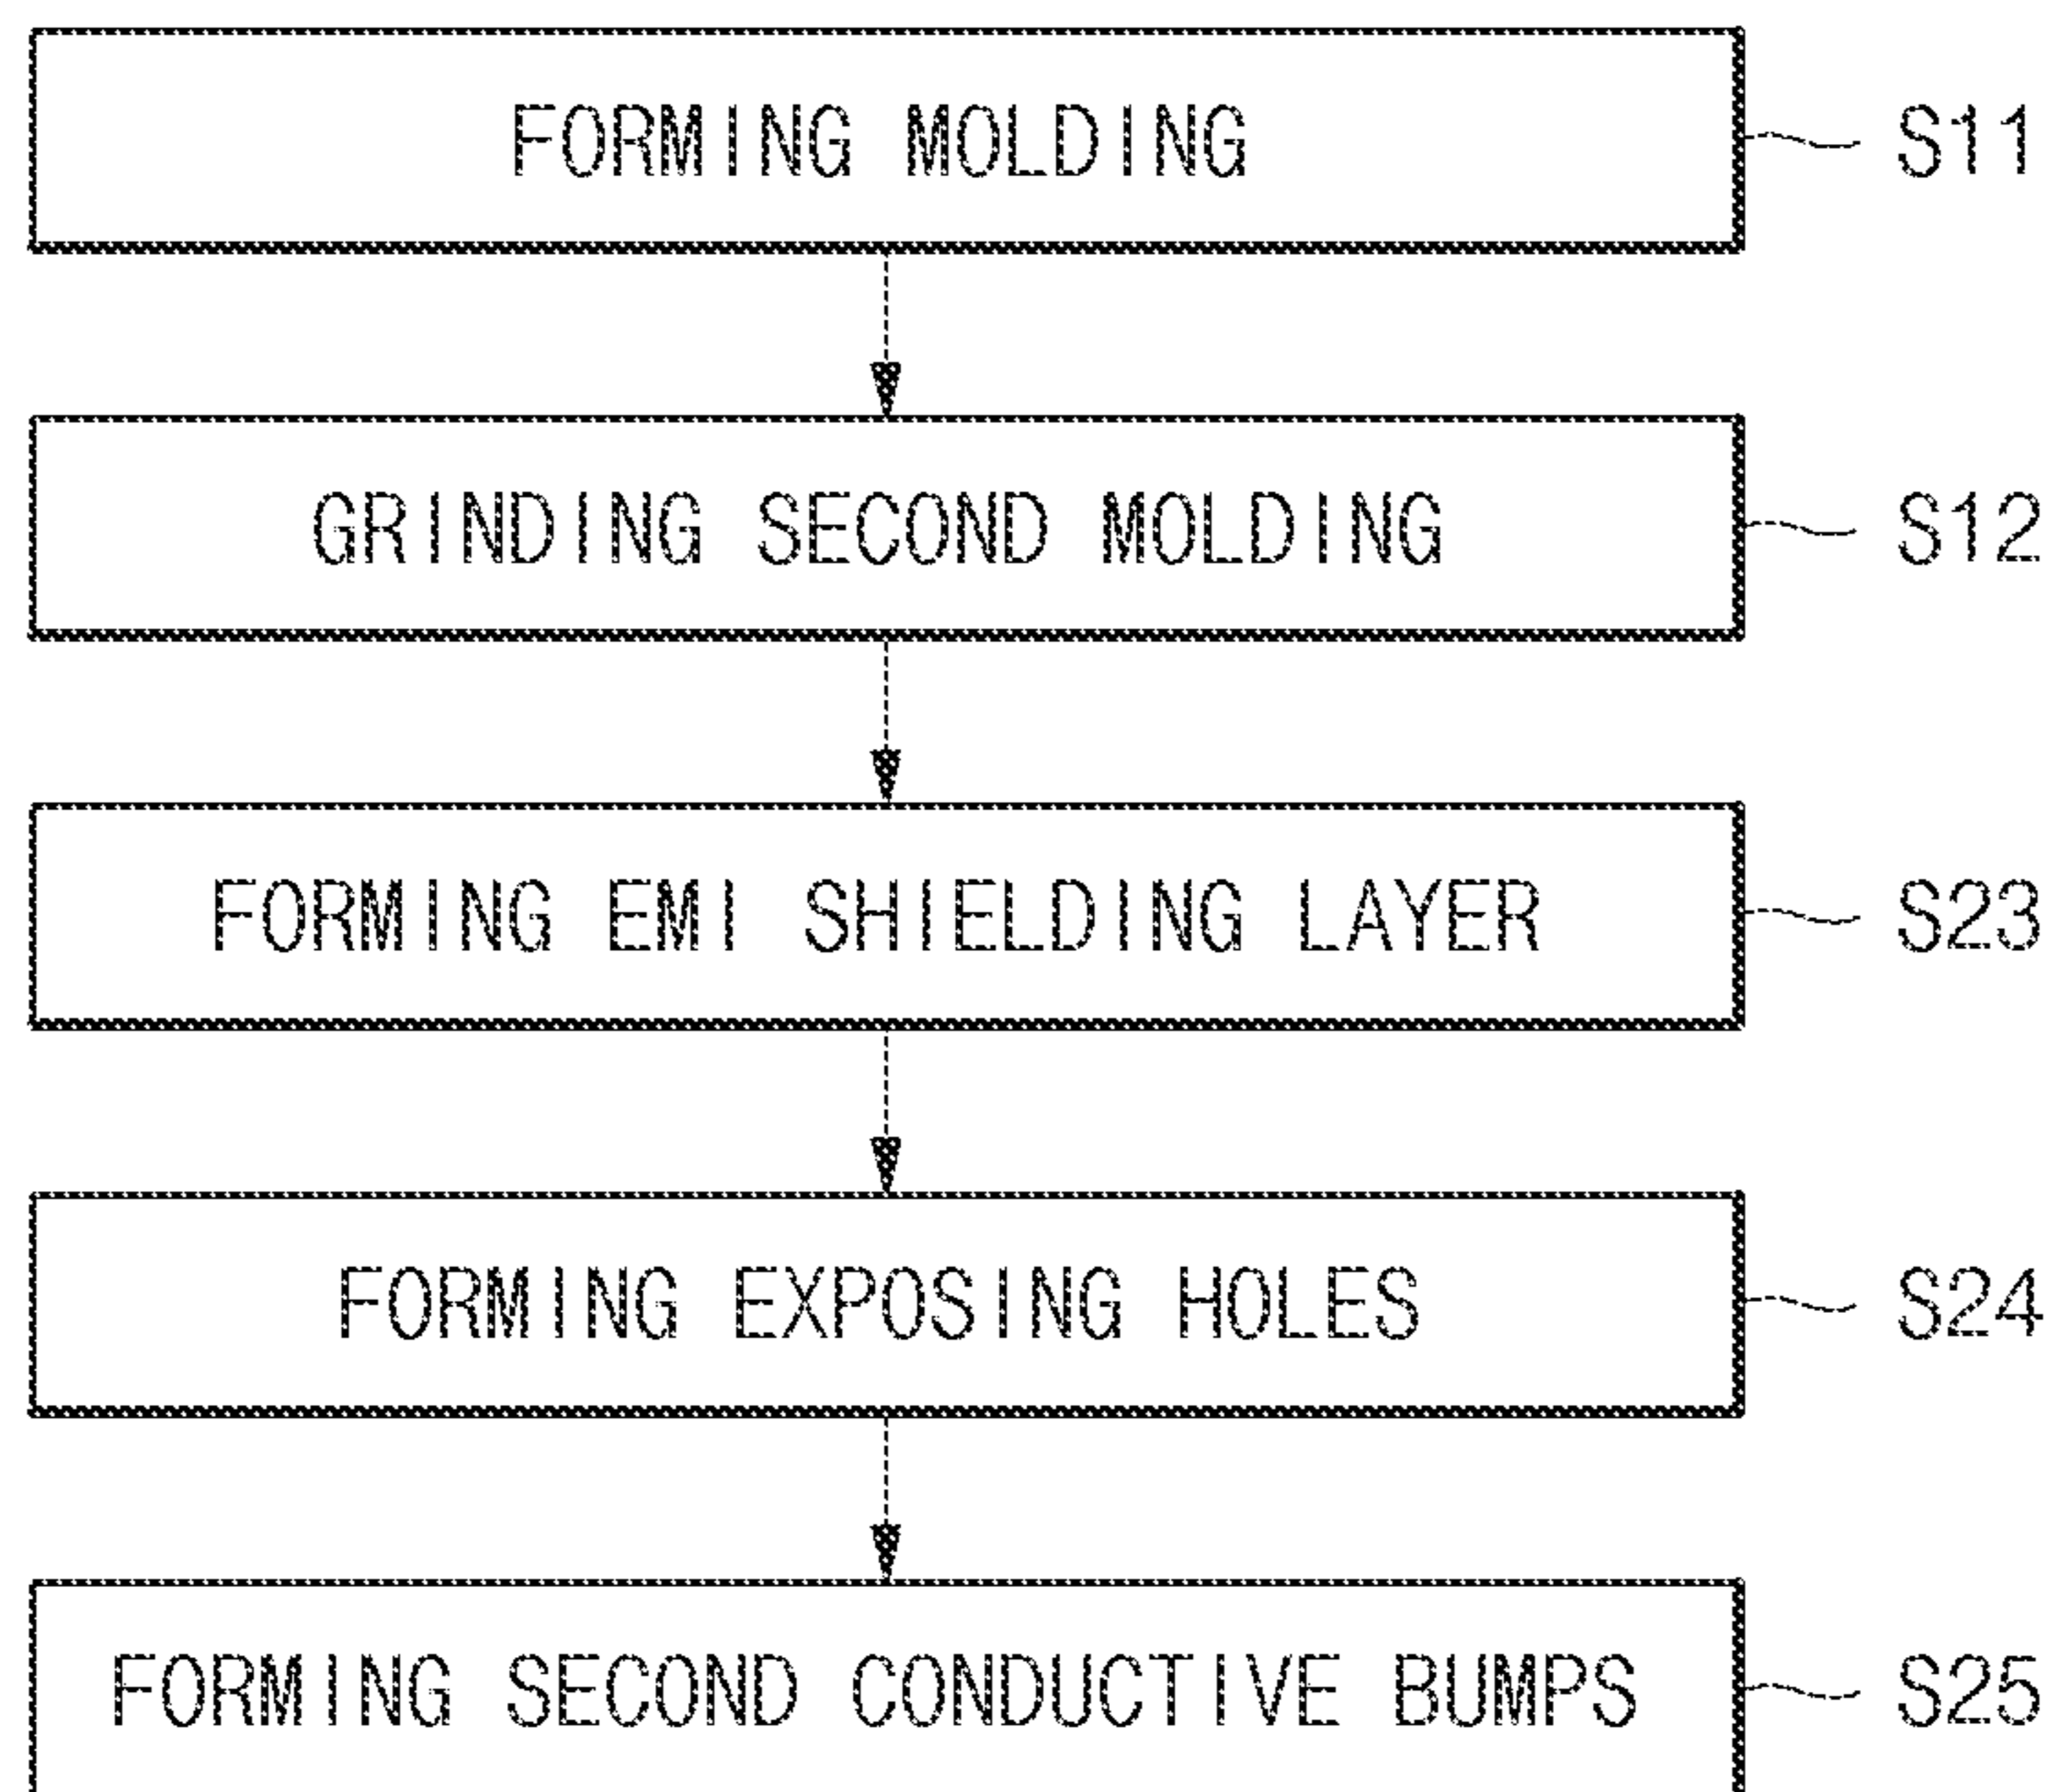 FORMING MOLDING S11
GRINDING SECOND MOLDING S12
FORMING EMI SHIELDING LAYER S23
FORMING EXPOSING HOLES S24
FORMING SECOND CONDUCTIVE BUMPS S25